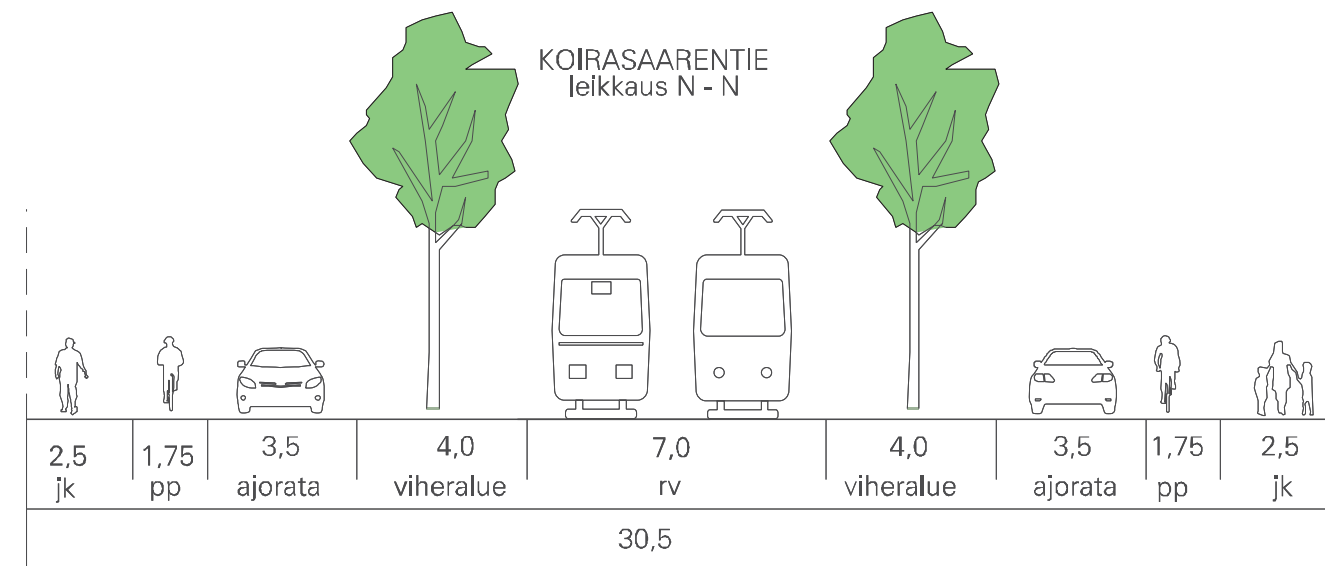 KOIRASAARENTIE
leikkaus N - N
2,5 1,75 3,5 4,0 7,0 4,0 3,5 1,75 2,5
jk pp ajorata viheralue rv viheralue ajorata pp jk
30,5